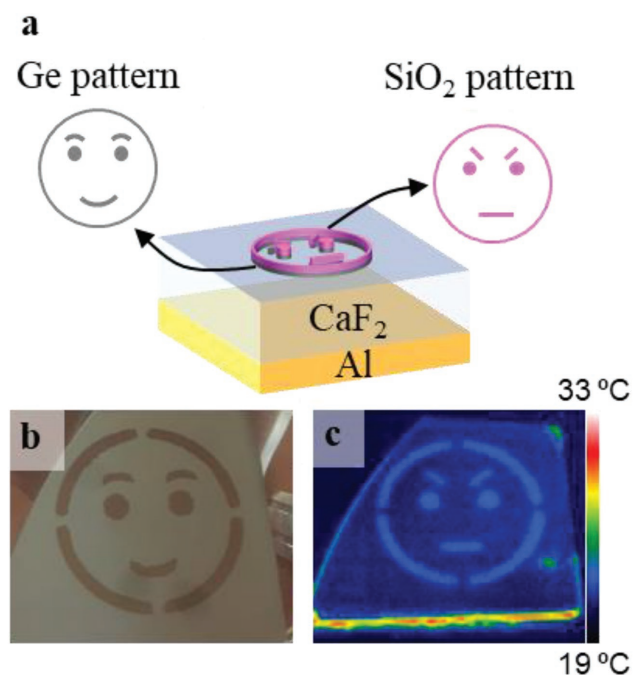 a
Ge pattern
SiO₂ pattern
CaF₂
Al
33 ºC
b
c
19 ºC